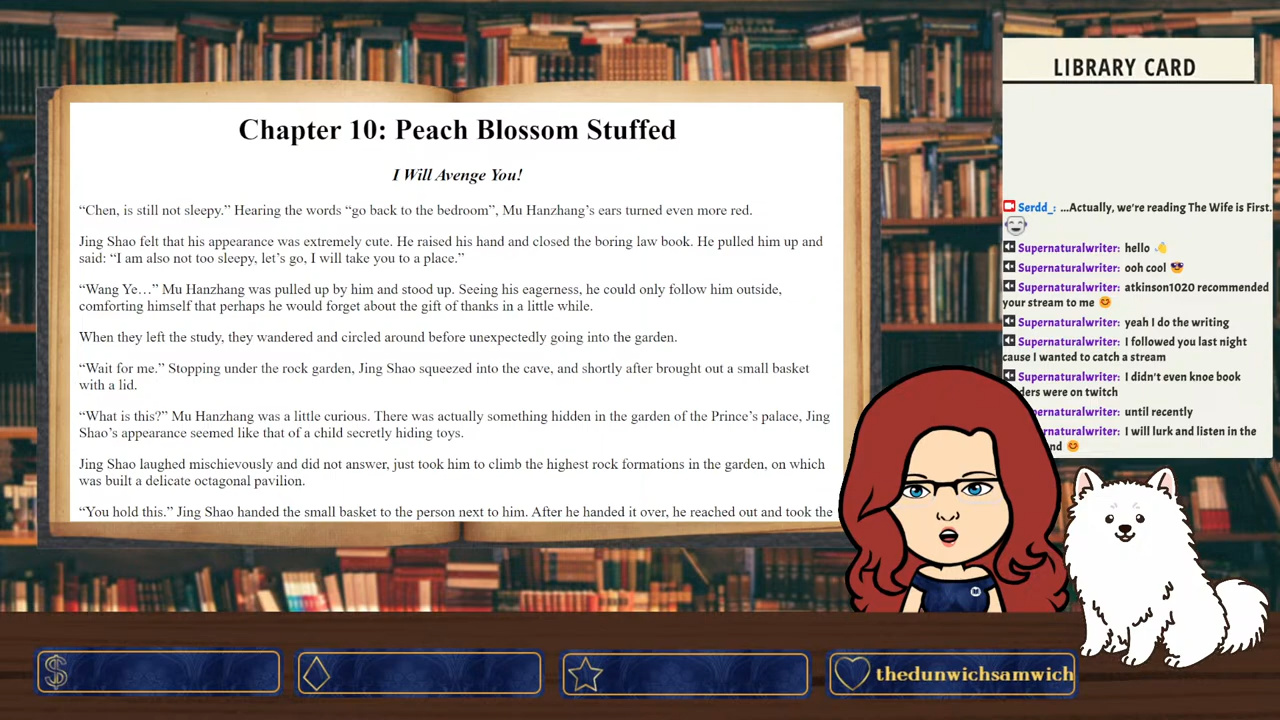 Chapter 10: Peach Blossom Stuffed
I Will Avenge You!
“Chen, is still not sleepy.” Hearing the words “go back to the bedroom”, Mu Hanzhang’s ears turned even more red.
Jing Shao felt that his appearance was extremely cute. He raised his hand and closed the boring law book. He pulled him up and
said: “I am also not too sleepy, let’s go, I will take you to a place.”
“Wang Ye…” Mu Hanzhang was pulled up by him and stood up. Seeing his eagerness, he could only follow him outside,
comforting himself that perhaps he would forget about the gift of thanks in a little while.
When they left the study, they wandered and circled around before unexpectedly going into the garden.
“Wait for me.” Stopping under the rock garden, Jing Shao squeezed into the cave, and shortly after brought out a small basket
with a lid.
“What is this?” Mu Hanzhang was a little curious. There was actually something hidden in the garden of the Prince’s palace, Jing
Shao’s appearance seemed like that of a child secretly hiding toys.
Jing Shao laughed mischievously and did not answer, just took him to climb the highest rock formations in the garden, on which
was built a delicate octagonal pavilion.
“You hold this.” Jing Shao handed the small basket to the person next to him. After he handed it over, he reached out and took the
LIBRARY CARD
Serdd_: ...Actually, we're reading The Wife is First.
Supernaturalwriter: hello
Supernaturalwriter: ooh cool
Supernaturalwriter: atkinson1020 recommended
your stream to me
Supernaturalwriter: yeah I do the writing
Supernaturalwriter: I followed you last night
cause I wanted to catch a stream
Supernaturalwriter: I didn't even knoe book
ders were on twitch
pernaturalwriter: until recently
rnaturalwriter: I will lurk and listen in the
nd
M
$
thedunwichsamwich